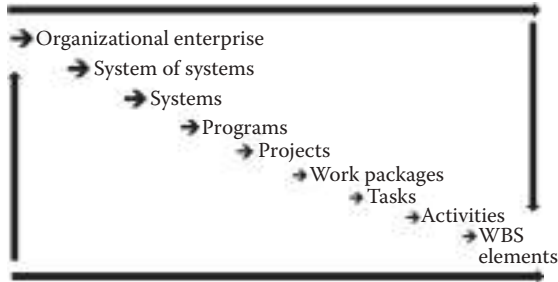 Organizational enterprise
System of systems
Systems
Programs
Projects
Work packages
Tasks
Activities
WBS
elements